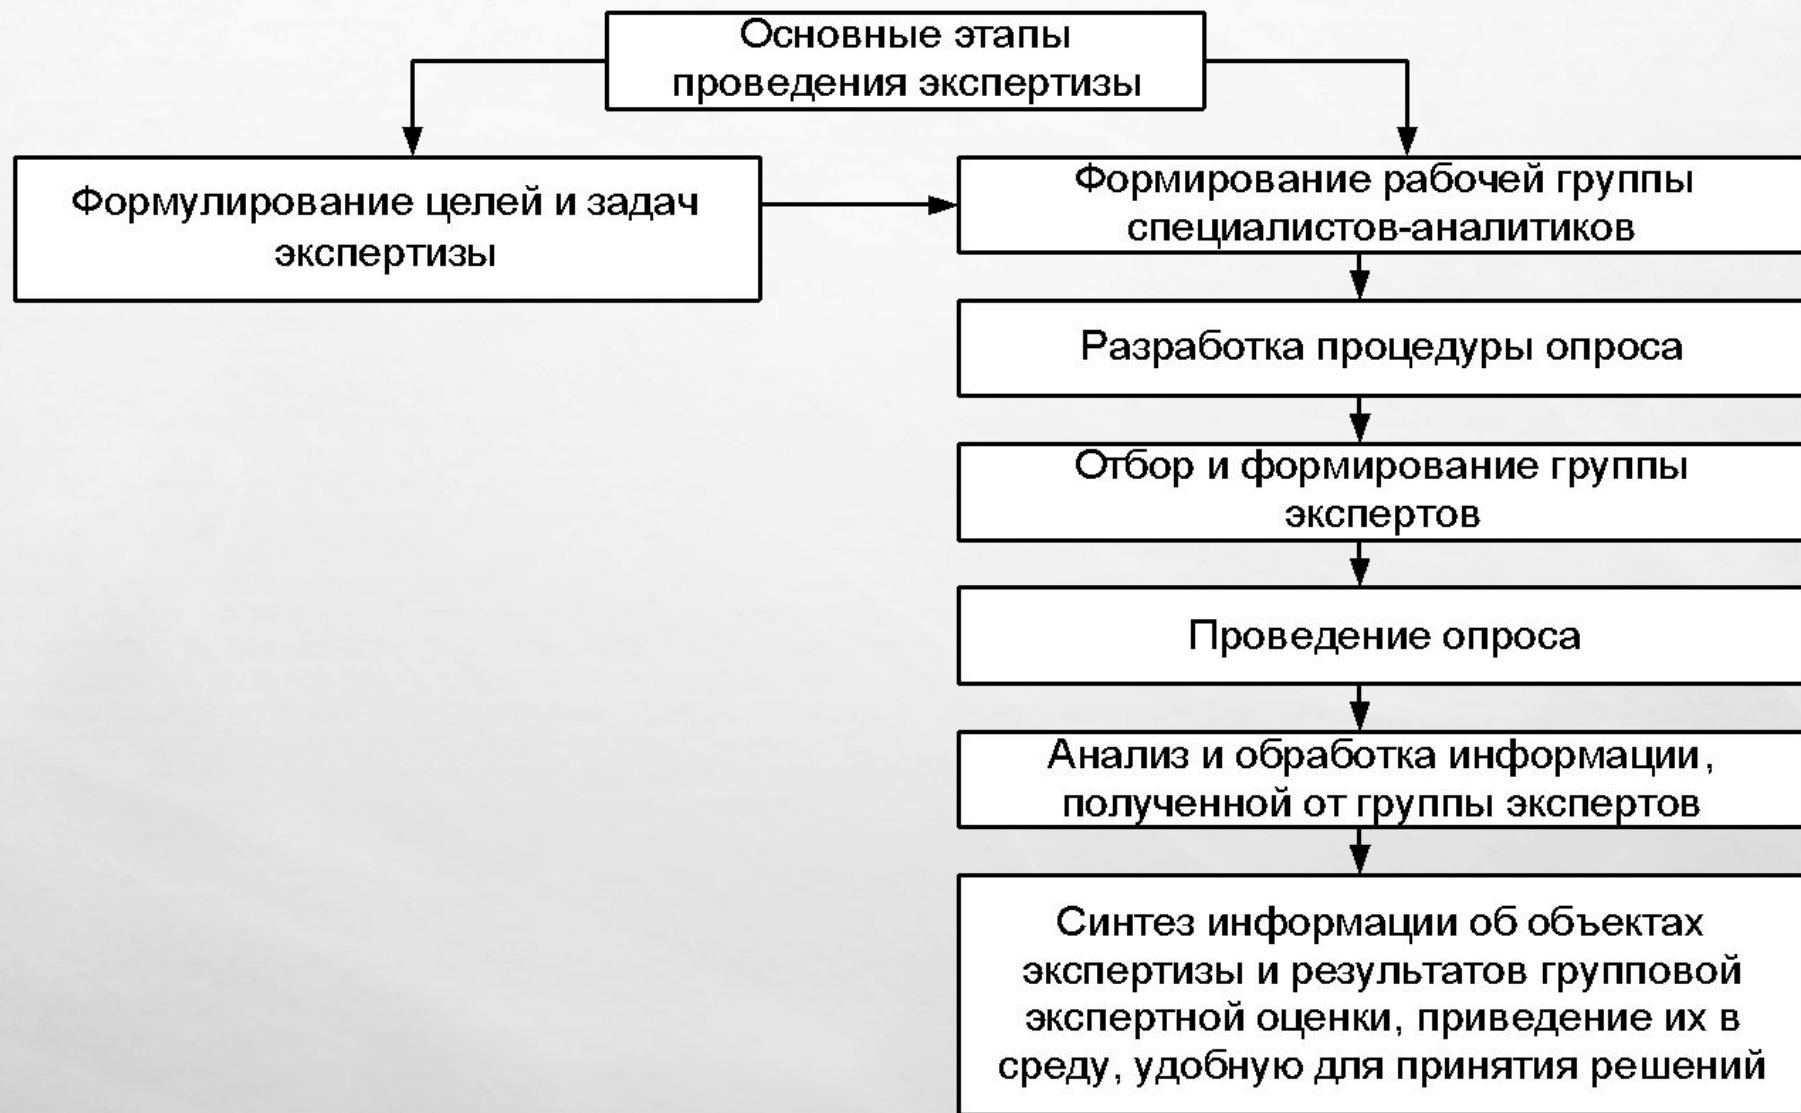 Основные этапы
проведения экспертизы
Формулирование целей и задач
экспертизы
Формирование рабочей группы
специалистов-аналитиков
Разработка процедуры опроса
Отбор и формирование группы
экспертов
Проведение опроса
Анализ и обработка информации,
полученной от группы экспертов
Синтез информации об объектах
экспертизы и результатов групповой
экспертной оценки, приведение их в
среду, удобную для принятия решений